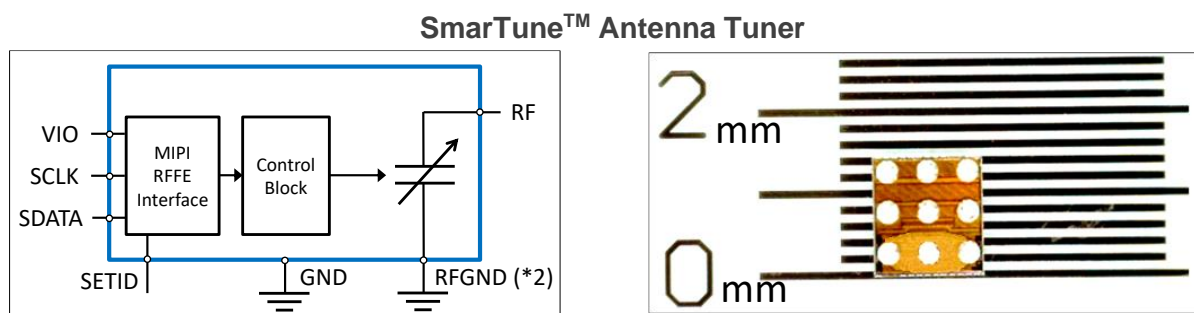 SmarTune™ Antenna Tuner
VIO
SCLK
SDATA
MIPI
RFFE
Interface
Control
Block
RF
SETID
GND
RFGND (*2)
2 mm
0 mm